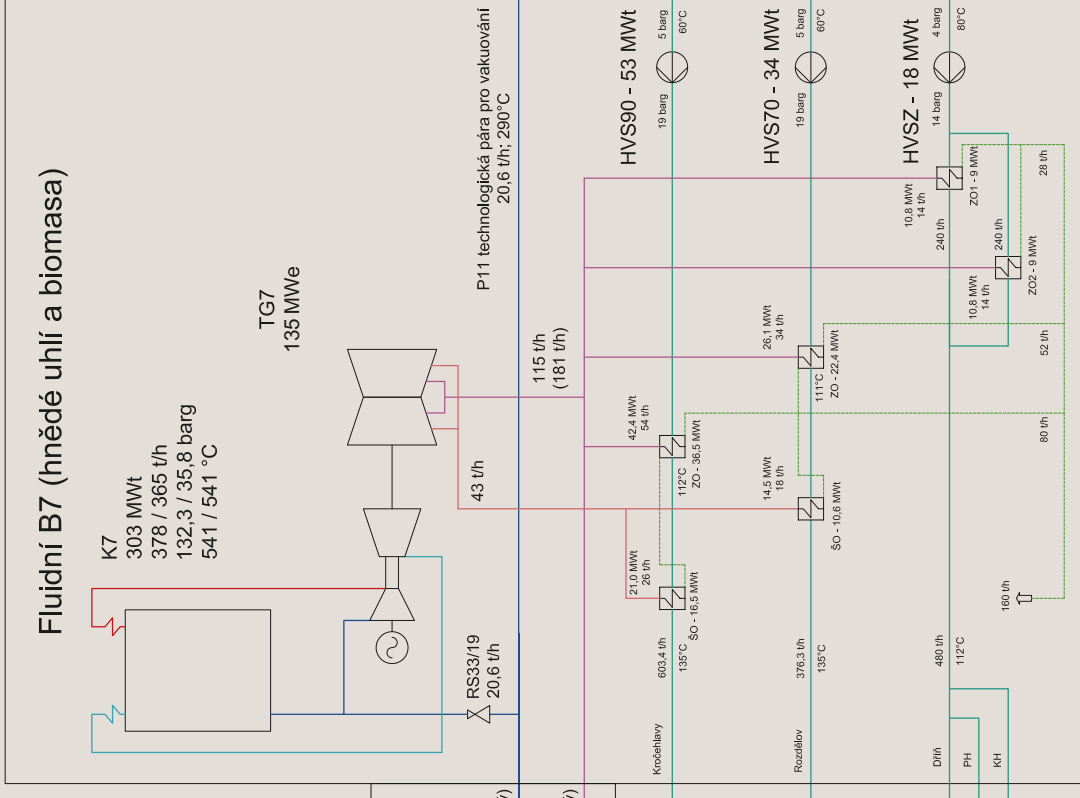 Fluidní B7 (hnědé uhlí a biomasa)
K7
303 MWt
378 / 365 t/h
132,3 / 35,8 barg
541 / 541 °C
TG7
135 MWe
RS33/19
20,6 t/h
P11 technologická pára pro vakuování
20,6 t/h; 290°C
43 t/h
115 t/h
(181 t/h)
HVS90 - 53 MWt
5 barg
60°C
19 barg
42,4 MWt
54 t/h
112°C
ZO - 36,5 MWt
21,0 MWt
26 t/h
ŠO - 16,5 MWt
603,4 t/h
135°C
Kročehlavy
HVS70 - 34 MWt
5 barg
60°C
19 barg
26,1 MWt
34 t/h
111°C
ZO - 22,4 MWt
14,5 MWt
18 t/h
ŠO - 10,6 MWt
376,3 t/h
135°C
Rozdělov
HVSZ - 18 MWt
4 barg
80°C
14 barg
10,8 MWt
14 t/h
ZO1 - 9 MWt
240 t/h
240 t/h
10,8 MWt
14 t/h
ZO2 - 9 MWt
28 t/h
52 t/h
80 t/h
160 t/h
480 t/h
112°C
Dříň
PH
KH